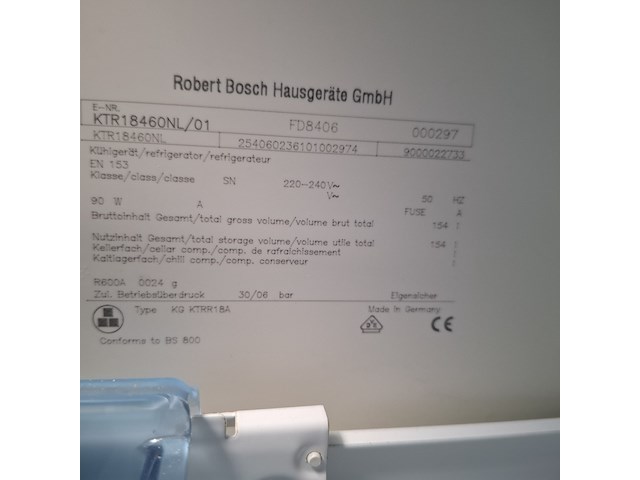 Robert Bosch Hausgeräte GmbH
E-NR.
KTR18460NL/01 FD8406 000297
KTR18460NL 254060236101002974 9000022733
Kühlgerät/refrigerator/refrigerateur
EN 153
Klasse/class/classe SN 220-240V~ 50 HZ
V~
90 W A FUSE A
Bruttoinhalt Gesamt/total gross volume/volume brut total 154 l
Nutzinhalt Gesamt/total storage volume/volume utile total 154 l
Kellerfach/cellar comp./comp. de rafraichissement l
Kaltlagerfach/chill comp./comp. conserveur l
R600A 0024 g
Zul. Betriebsüberdruck 30/06 bar Eigensicher
Type KG KTRR18A Made in Germany
CE
Conforms to BS 800